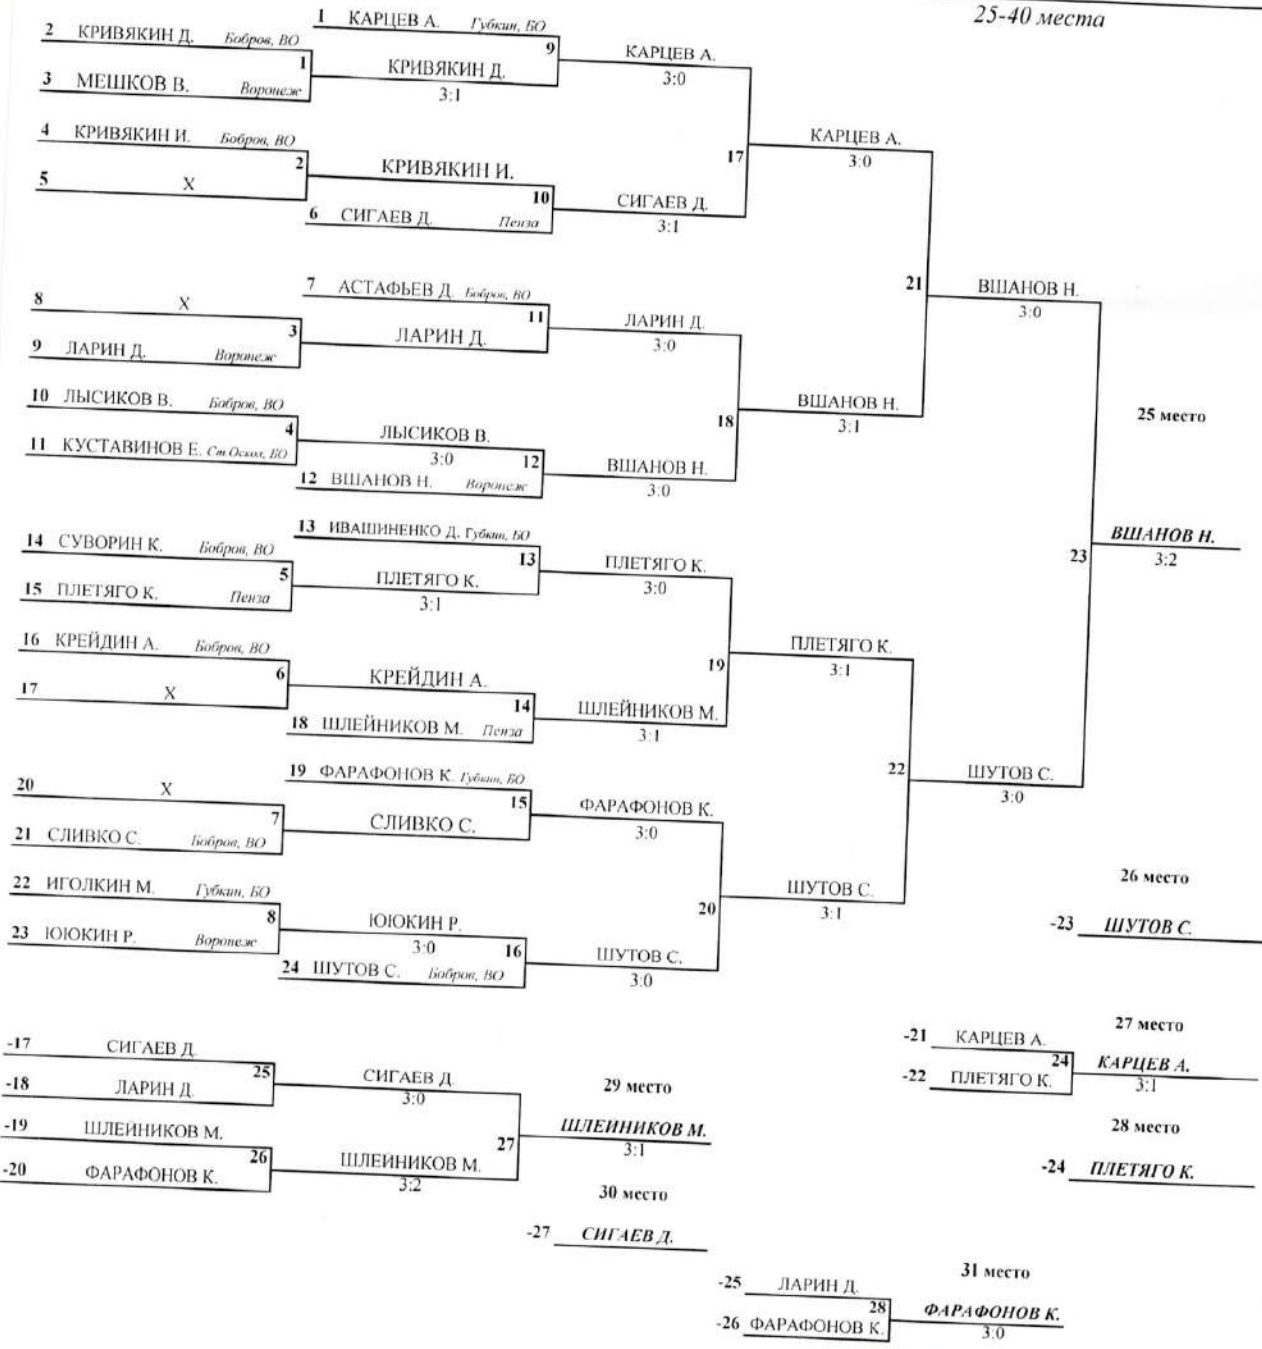 25-40 места
1 КАРЦЕВ А. Губкин, БО
2 КРИВЯКИН Д. Бобров, ВО
9
КАРЦЕВ А.
3:0
1
КРИВЯКИН Д.
3:1
3 МЕШКОВ В. Воронеж
4 КРИВЯКИН И. Бобров, ВО
17
КАРЦЕВ А.
3:0
2
КРИВЯКИН И.
5 Х
10
СИГАЕВ Д.
3:1
6 СИГАЕВ Д. Пенза
21
ВШАНОВ Н.
3:0
7 АСТАФЬЕВ Д. Бобров, ВО
8 Х
11
ЛАРИН Д.
3:0
3
ЛАРИН Д.
9 ЛАРИН Д. Воронеж
10 ЛЫСИКОВ В. Бобров, ВО
18
ВШАНОВ Н.
3:1
25 место
4
ЛЫСИКОВ В.
3:0
11 КУСТАВИНОВ Е. Ст Оскол, БО
12
ВШАНОВ Н.
3:0
12 ВШАНОВ Н. Воронеж
13 ИВАШИНЕНКО Д. Губкин, БО
14 СУВОРИН К. Бобров, ВО
13
ПЛЕТЯГО К.
3:0
23
ВШАНОВ Н.
3:2
5
ПЛЕТЯГО К.
3:1
15 ПЛЕТЯГО К. Пенза
16 КРЕЙДИН А. Бобров, ВО
19
ПЛЕТЯГО К.
3:1
6
КРЕЙДИН А.
17 Х
14
ШЛЕЙНИКОВ М.
3:1
18 ШЛЕЙНИКОВ М. Пенза
22
ШУТОВ С.
3:0
19 ФАРАФОНОВ К. Губкин, БО
20 Х
15
ФАРАФОНОВ К.
3:0
7
СЛИВКО С.
21 СЛИВКО С. Бобров, ВО
22 ИГОЛКИН М. Губкин, БО
20
ШУТОВ С.
3:1
26 место
-23 ШУТОВ С.
8
ЮЮКИН Р.
3:0
23 ЮЮКИН Р. Воронеж
16
ШУТОВ С.
3:0
24 ШУТОВ С. Бобров, ВО
27 место
-21 КАРЦЕВ А.
24
КАРЦЕВ А.
3:1
-22 ПЛЕТЯГО К.
28 место
-24 ПЛЕТЯГО К.
-17 СИГАЕВ Д.
25
СИГАЕВ Д.
3:0
-18 ЛАРИН Д.
29 место
-19 ШЛЕЙНИКОВ М.
27
ШЛЕЙНИКОВ М.
3:1
26
ШЛЕЙНИКОВ М.
3:2
-20 ФАРАФОНОВ К.
30 место
-27 СИГАЕВ Д.
31 место
-25 ЛАРИН Д.
28
ФАРАФОНОВ К.
3:0
-26 ФАРАФОНОВ К.